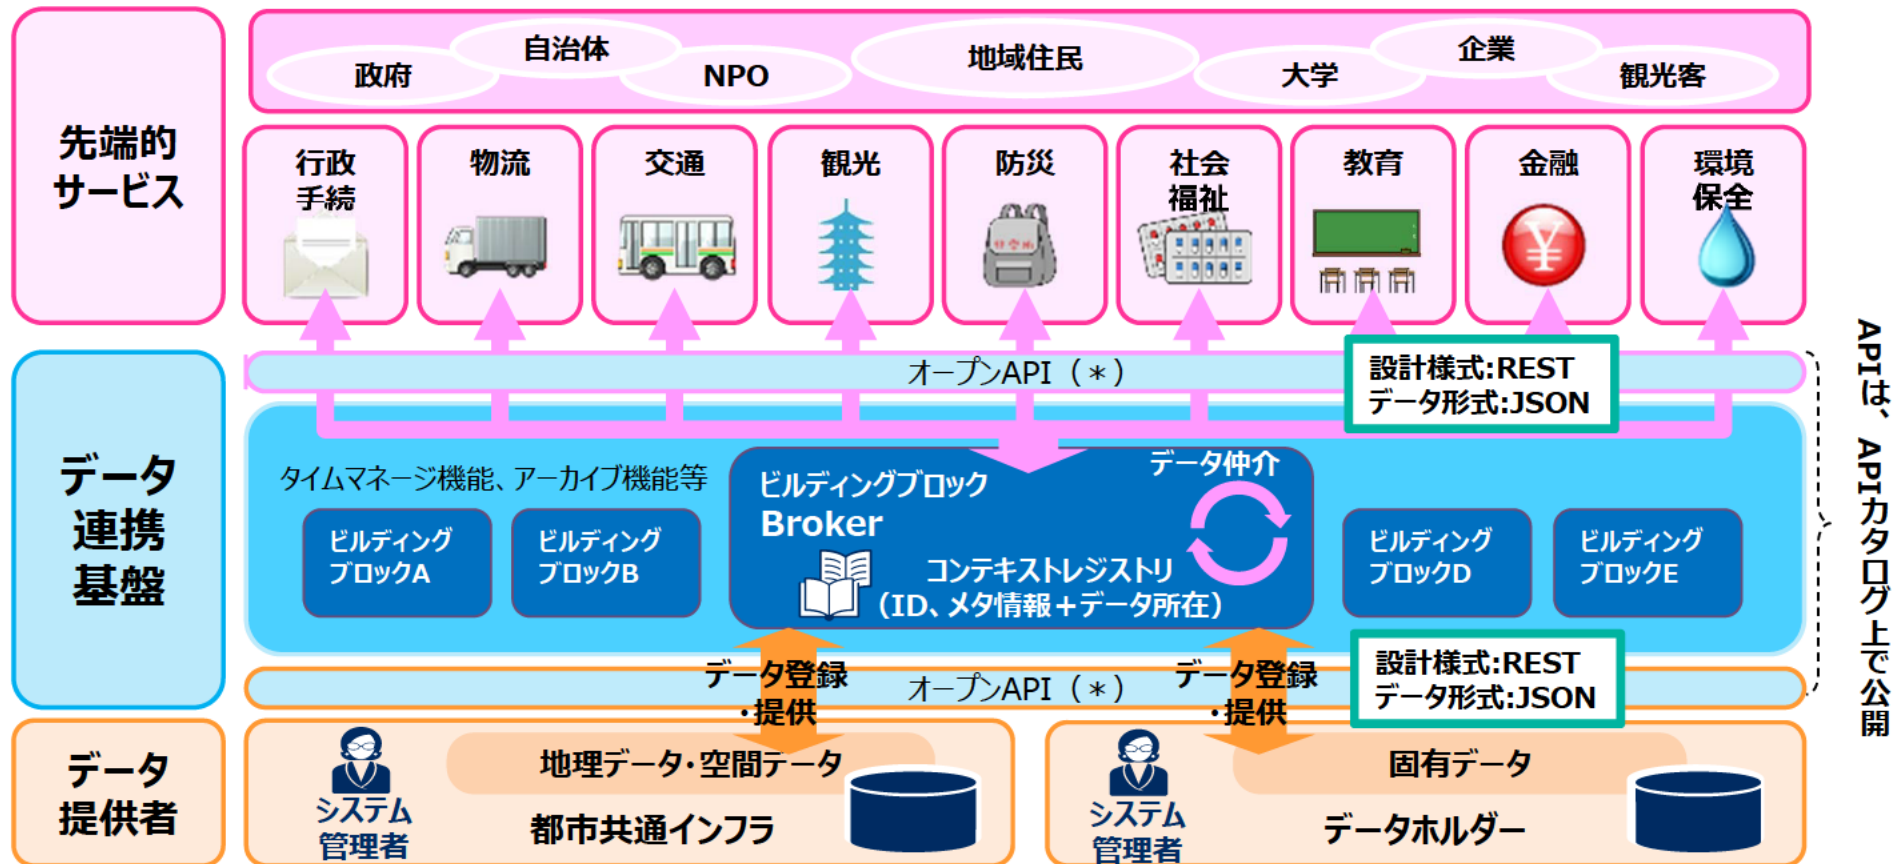 先端的
サービス
政府
自治体
NPO
地域住民
大学
企業
観光客
行政
手続
物流
交通
観光
防災
社会
福祉
教育
金融
環境
保全
データ
連携
基盤
オープンAPI（＊）
設計様式:REST
データ形式:JSON
タイムマネージ機能、アーカイブ機能等
ビルディング
ブロックA
ビルディング
ブロックB
ビルディングブロック
Broker
データ仲介
コンテキストレジストリ
（ID、メタ情報＋データ所在）
ビルディング
ブロックD
ビルディング
ブロックE
データ登録
・提供
オープンAPI（＊）
データ登録
・提供
設計様式:REST
データ形式:JSON
APIは、APIカタログ上で公開
データ
提供者
システム
管理者
地理データ・空間データ
都市共通インフラ
システム
管理者
固有データ
データホルダー